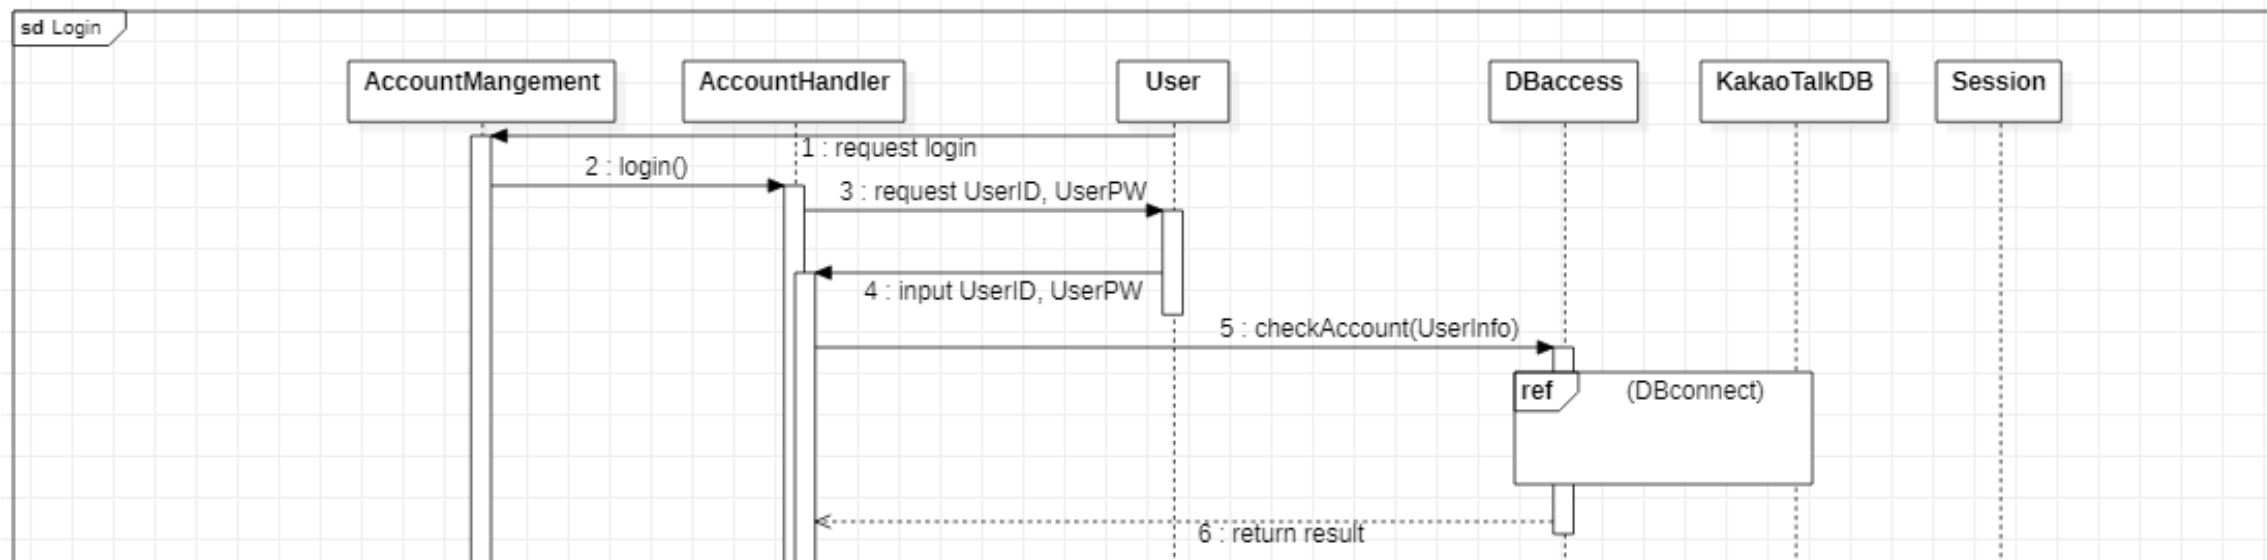 sd Login
AccountMangement
AccountHandler
User
DBaccess
KakaoTalkDB
Session
1 : request login
2 : login()
3 : request UserID, UserPW
4 : input UserID, UserPW
5 : checkAccount(UserInfo)
ref
(DBconnect)
6 : return result